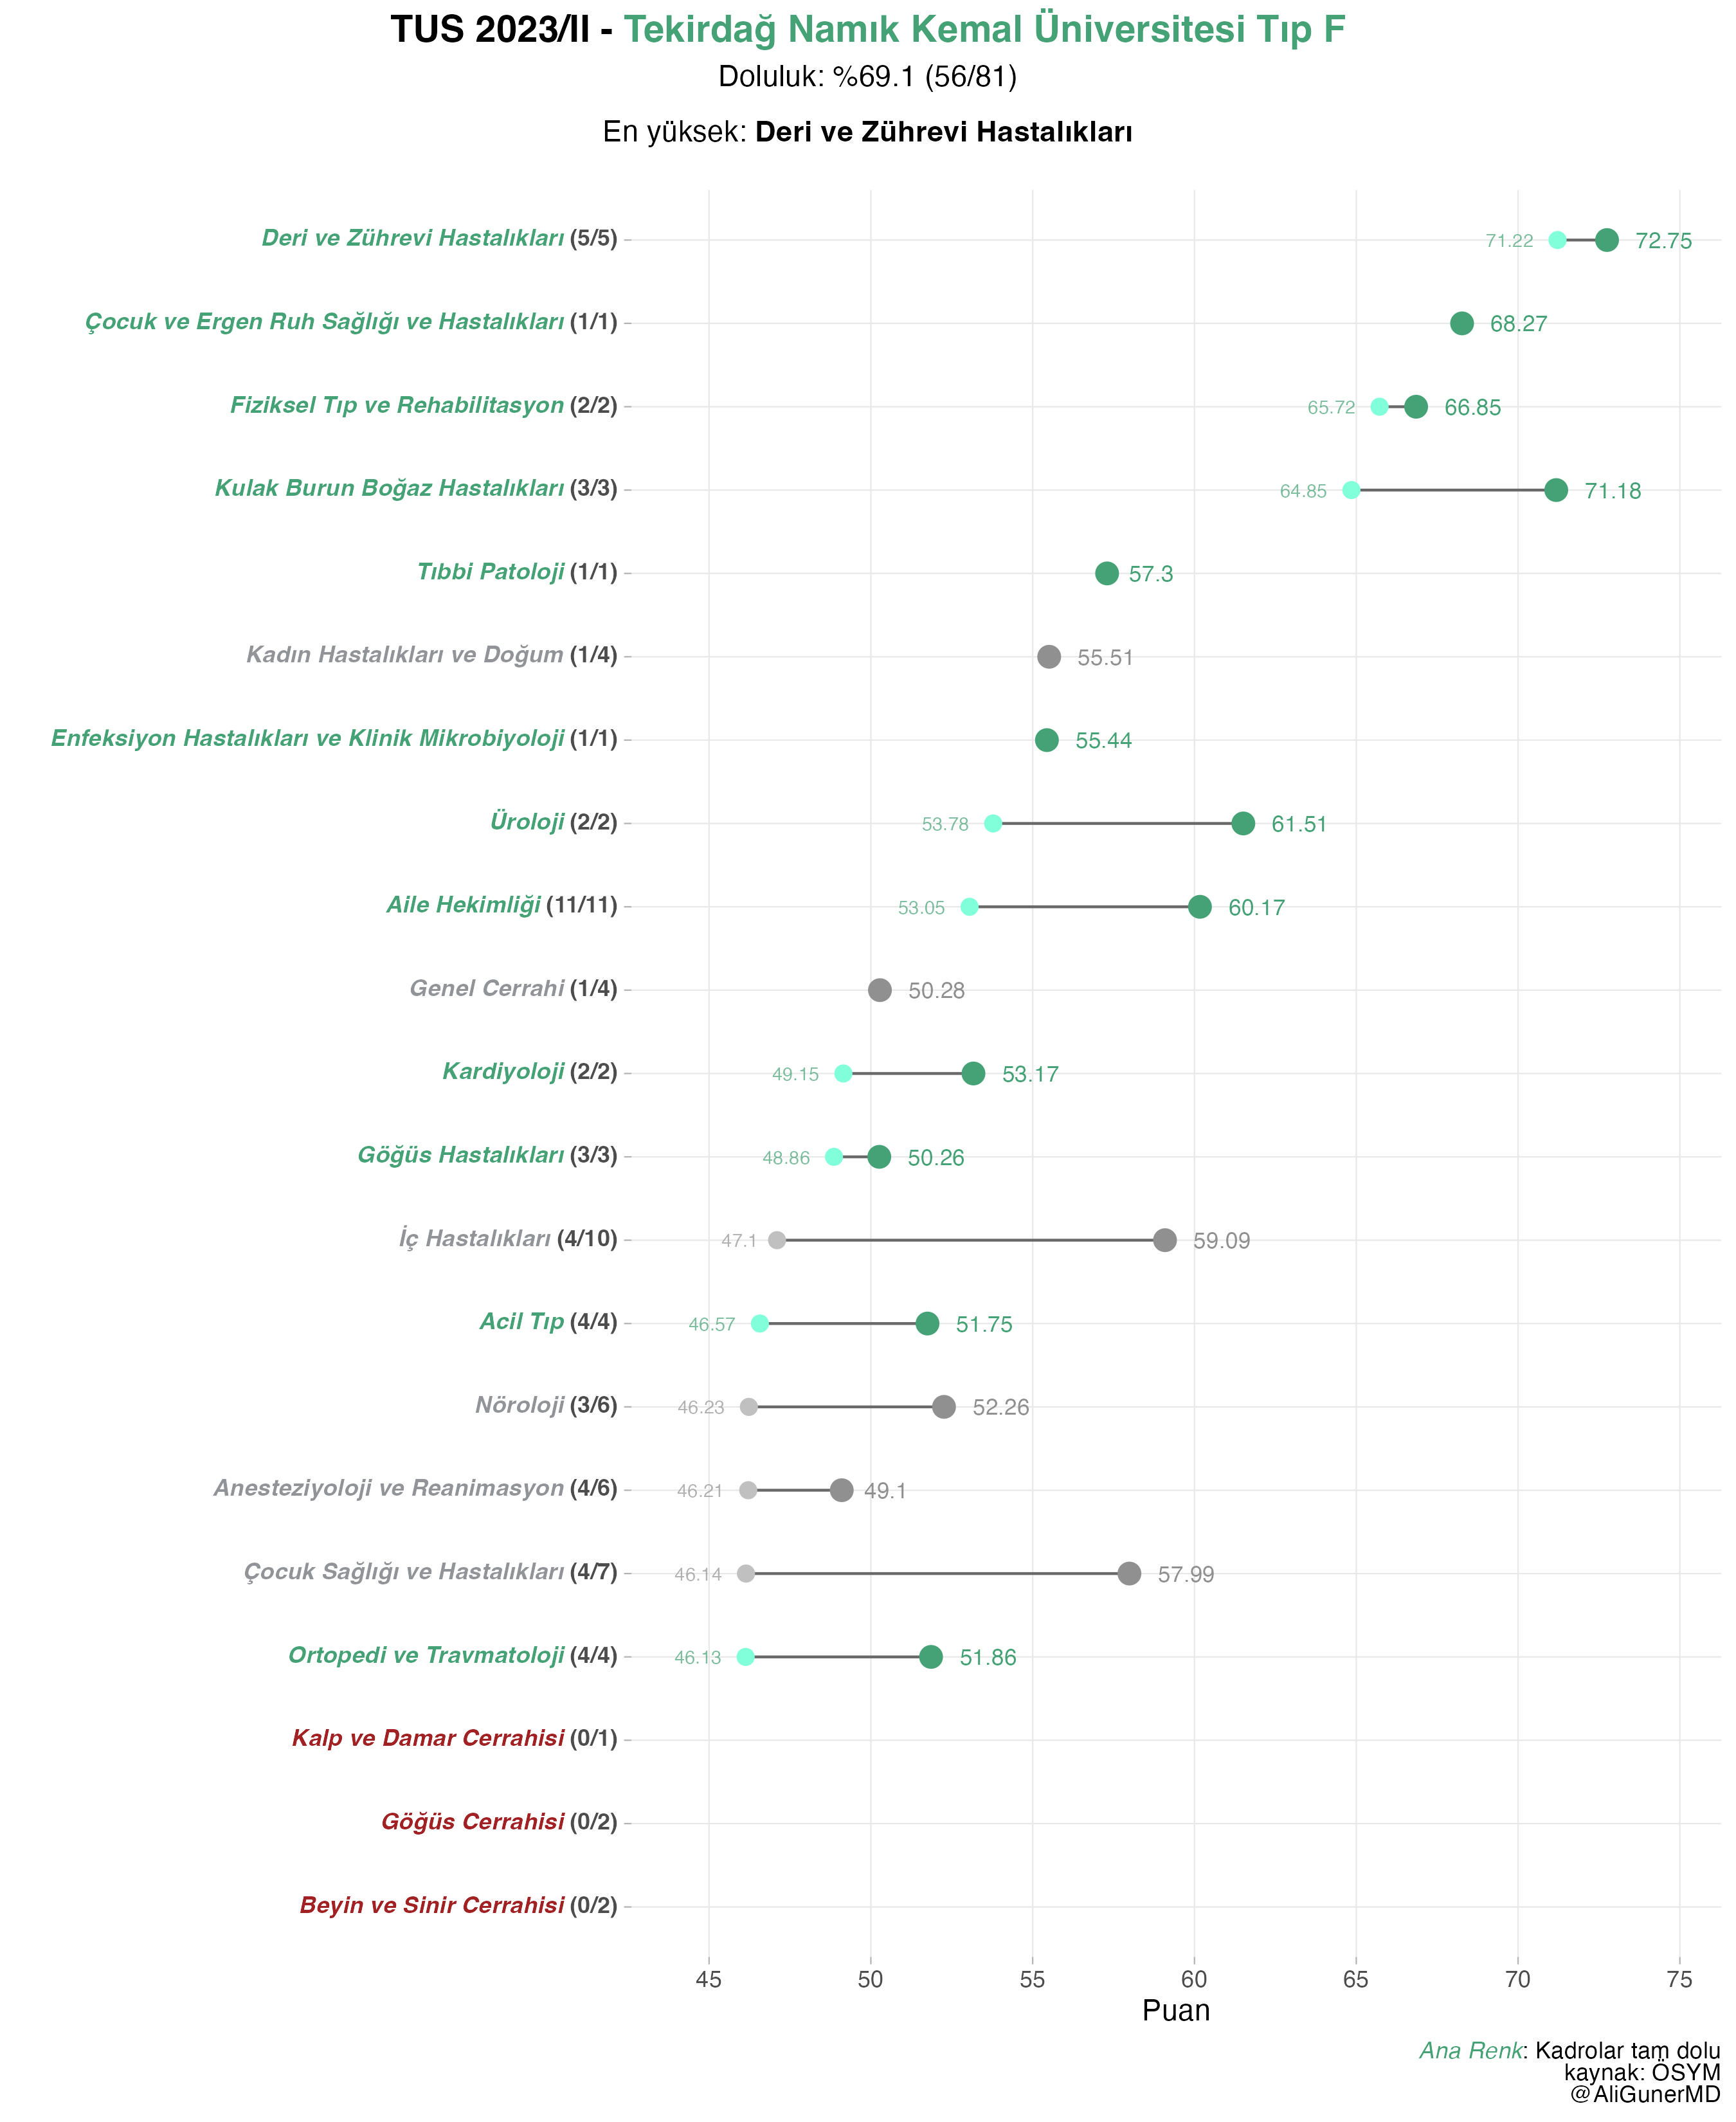 TUS 2023/II - Tekirdağ Namık Kemal Üniversitesi Tıp F
Doluluk: %69.1 (56/81)
En yüksek: Deri ve Zührevi Hastalıkları
Deri ve Zührevi Hastalıkları (5/5) 71.22 72.75
Çocuk ve Ergen Ruh Sağlığı ve Hastalıkları (1/1) 68.27
Fiziksel Tıp ve Rehabilitasyon (2/2) 65.72 66.85
Kulak Burun Boğaz Hastalıkları (3/3) 64.85 71.18
Tıbbi Patoloji (1/1) 57.3
Kadın Hastalıkları ve Doğum (1/4) 55.51
Enfeksiyon Hastalıkları ve Klinik Mikrobiyoloji (1/1) 55.44
Üroloji (2/2) 53.78 61.51
Aile Hekimliği (11/11) 53.05 60.17
Genel Cerrahi (1/4) 50.28
Kardiyoloji (2/2) 49.15 53.17
Göğüs Hastalıkları (3/3) 48.86 50.26
İç Hastalıkları (4/10) 47.1 59.09
Acil Tıp (4/4) 46.57 51.75
Nöroloji (3/6) 46.23 52.26
Anesteziyoloji ve Reanimasyon (4/6) 46.21 49.1
Çocuk Sağlığı ve Hastalıkları (4/7) 46.14 57.99
Ortopedi ve Travmatoloji (4/4) 46.13 51.86
Kalp ve Damar Cerrahisi (0/1)
Göğüs Cerrahisi (0/2)
Beyin ve Sinir Cerrahisi (0/2)
45 50 55 60 65 70 75
Puan
Ana Renk: Kadrolar tam dolu
kaynak: ÖSYM
@AliGunerMD